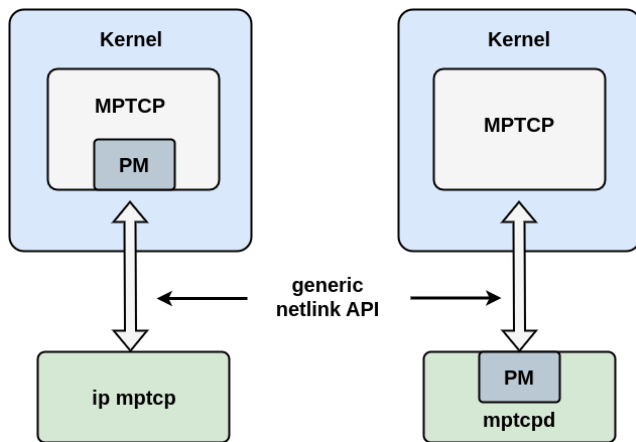 Kernel
MPTCP
PM
ip mptcp
generic
netlink API
Kernel
MPTCP
PM
mptcpd